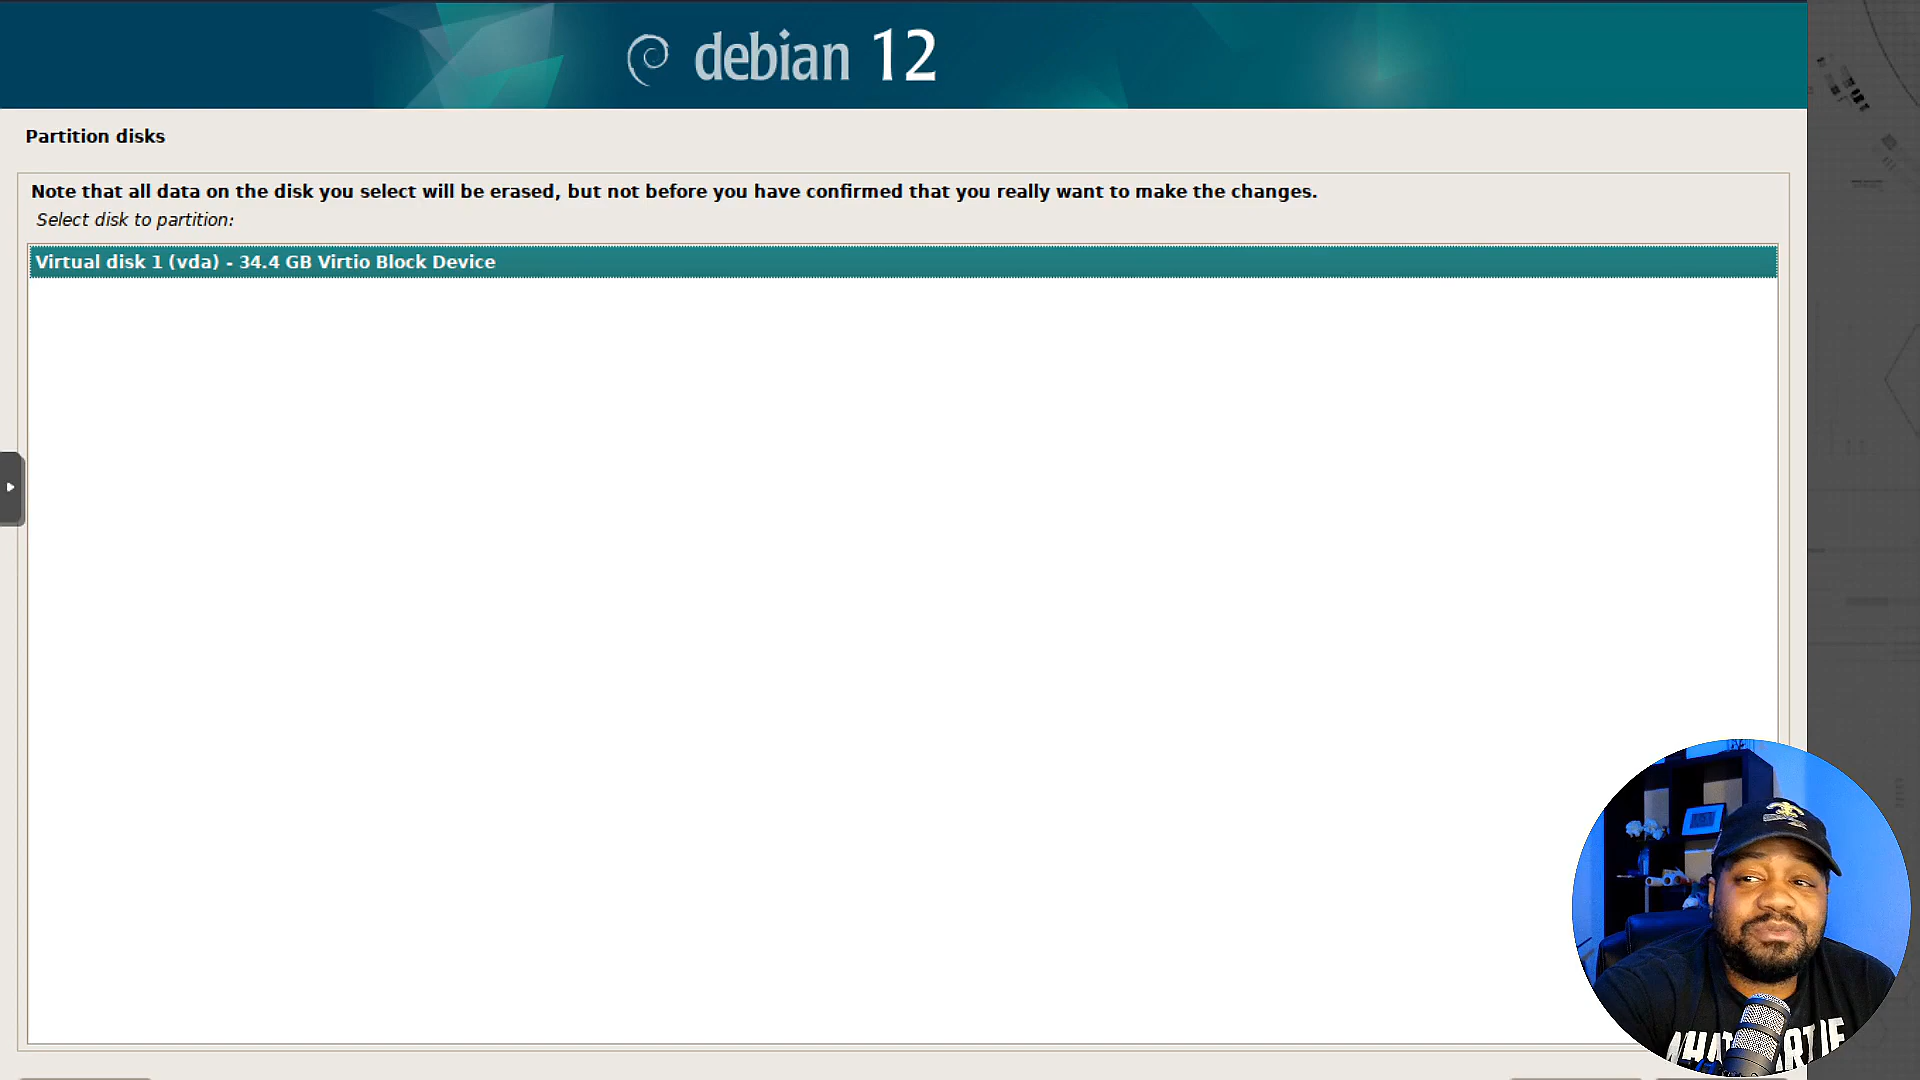 debian 12
Partition disks
Note that all data on the disk you select will be erased, but not before you have confirmed that you really want to make the changes.
Select disk to partition:
Virtual disk 1 (vda) - 34.4 GB Virtio Block Device